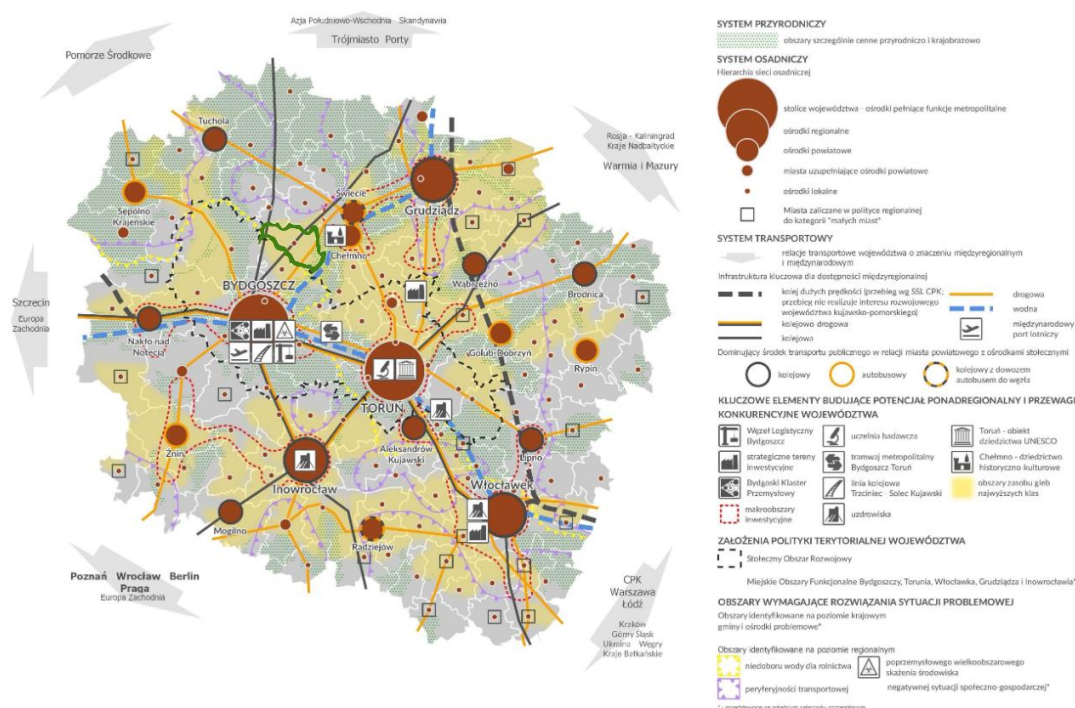 Azja Południowo-Wschodnia Skandynawia
Trójmiasto Porty
Pomorze Środkowe
Rosja - Kaliningrad
Kraje Nadbałtyckie
Warmia i Mazury
Szczecin
Europa
Zachodnia
Poznań Wrocław Berlin
Praga
Europa Zachodnia
CPK
Warszawa
Łódź
Kraków
Górny Śląsk
Ukraina Węgry
Kraje Bałkańskie
Tuchola
Sępolno
Krajeńskie
Świecie
Grudziądz
Chełmno
BYDGOSZCZ
Wąbrzeźno
Brodnica
Nakło nad
Notecią
Golub-Dobrzyń
Rypin
TORUŃ
Żnin
Aleksandrów
Kujawski
Lipno
Inowrocław
Włocławek
Mogilno
Radziejów
SYSTEM PRZYRODNICZY
obszary szczególnie cenne przyrodniczo i krajobrazowo
SYSTEM OSADNICZY
Hierarchia sieci osadniczej
stolice województwa - ośrodki pełniące funkcje metropolitalne
ośrodki regionalne
ośrodki powiatowe
miasta uzupełniające ośrodki powiatowe
ośrodki lokalne
Miasta zaliczane w polityce regionalnej
do kategorii "małych miast"*
SYSTEM TRANSPORTOWY
relacje transportowe województwa o znaczeniu międzyregionalnym
i międzynarodowym
Infrastruktura kluczowa dla dostępności międzyregionalnej
kolej dużych prędkości (przebieg wg SSL CPK;
przebieg nie realizuje interesu rozwojowego
województwa kujawsko-pomorskiego)
kolejowo-drogowa
kolejowa
drogowa
wodna
międzynarodowy
port lotniczy
Dominujący środek transportu publicznego w relacji miasta powiatowego z ośrodkami stołecznymi
kolejowy
autobusowy
kolejowy z dowozem
autobusem do węzła
KLUCZOWE ELEMENTY BUDUJĄCE POTENCJAŁ PONADREGIONALNY I PRZEWAGI
KONKURENCYJNE WOJEWÓDZTWA
Węzeł Logistyczny
Bydgoszcz
strategiczne tereny
inwestycyjne
Bydgoski Klaster
Przemysłowy
makroobszary
inwestycyjne
uczelnia badawcza
tramwaj metropolitalny
Bydgoszcz Toruń
linia kolejowa
Trzciniec Solec Kujawski
uzdrowiska
Toruń - obiekt
dziedzictwa UNESCO
Chełmno - dziedzictwo
historyczno kulturowe
obszary zasobu gleb
najwyższych klas
ZAŁOŻENIA POLITYKI TERYTORIALNEJ WOJEWÓDZTWA
Stołeczny Obszar Rozwojowy
Miejskie Obszary Funkcjonalne Bydgoszczy, Torunia, Włocławka, Grudziądza i Inowrocławia*
OBSZARY WYMAGAJĄCE ROZWIĄZANIA SYTUACJI PROBLEMOWEJ
Obszary identyfikowane na poziomie krajowym
gminy i ośrodki problemowe*
Obszary identyfikowane na poziomie regionalnym
niedoboru wody dla rolnictwa
poprzemysłowego wielkoobszarowego
skażenia środowiska
peryferyjności transportowej
negatywnej sytuacji społeczno-gospodarczej*